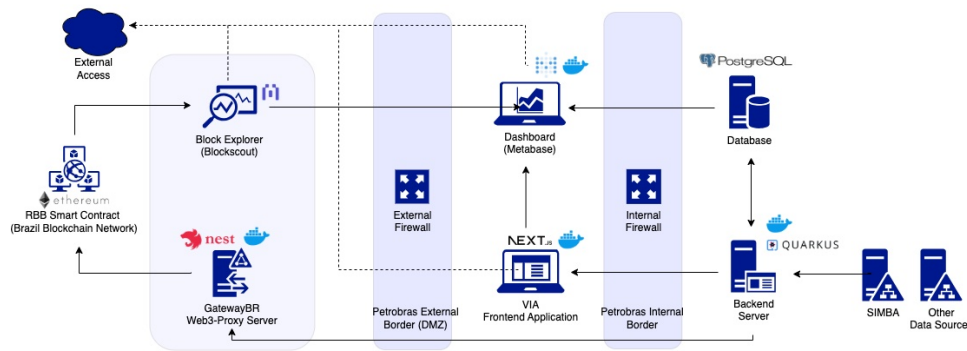 External
Access
Block Explorer
(Blockscout)
ethereum
RBB Smart Contract
(Brazil Blockchain Network)
nest
GatewayBR
Web3-Proxy Server
External
Firewall
Petrobras External
Border (DMZ)
Dashboard
(Metabase)
NEXT.JS
VIA
Frontend Application
Internal
Firewall
Petrobras Internal
Border
PostgreSQL
Database
QUARKUS
Backend
Server
SIMBA
Other
Data Source